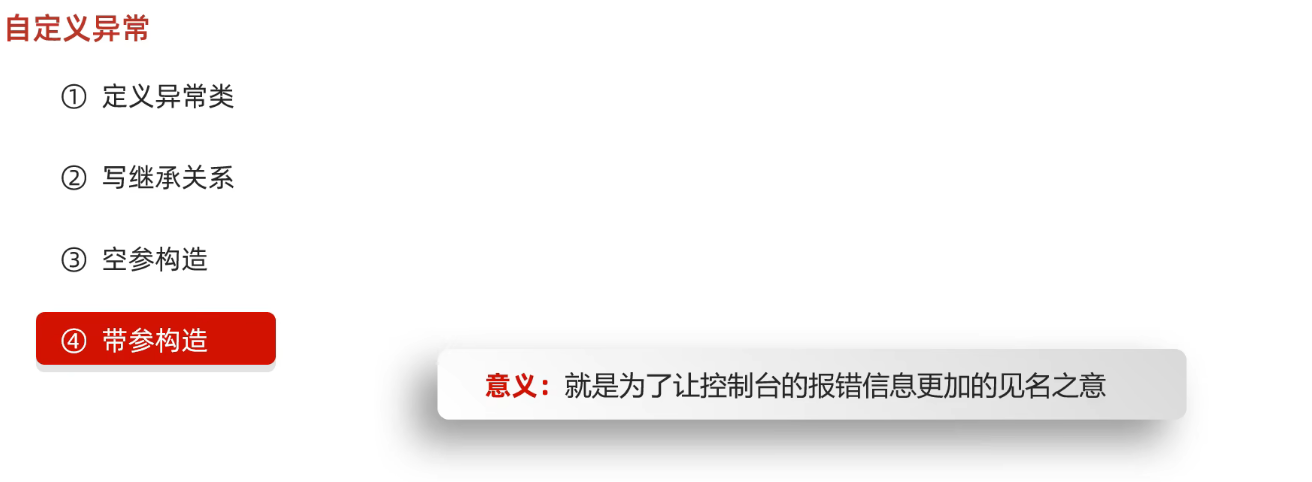 自定义异常
① 定义异常类
② 写继承关系
③ 空参构造
④ 带参构造
意义：就是为了让控制台的报错信息更加的见名之意